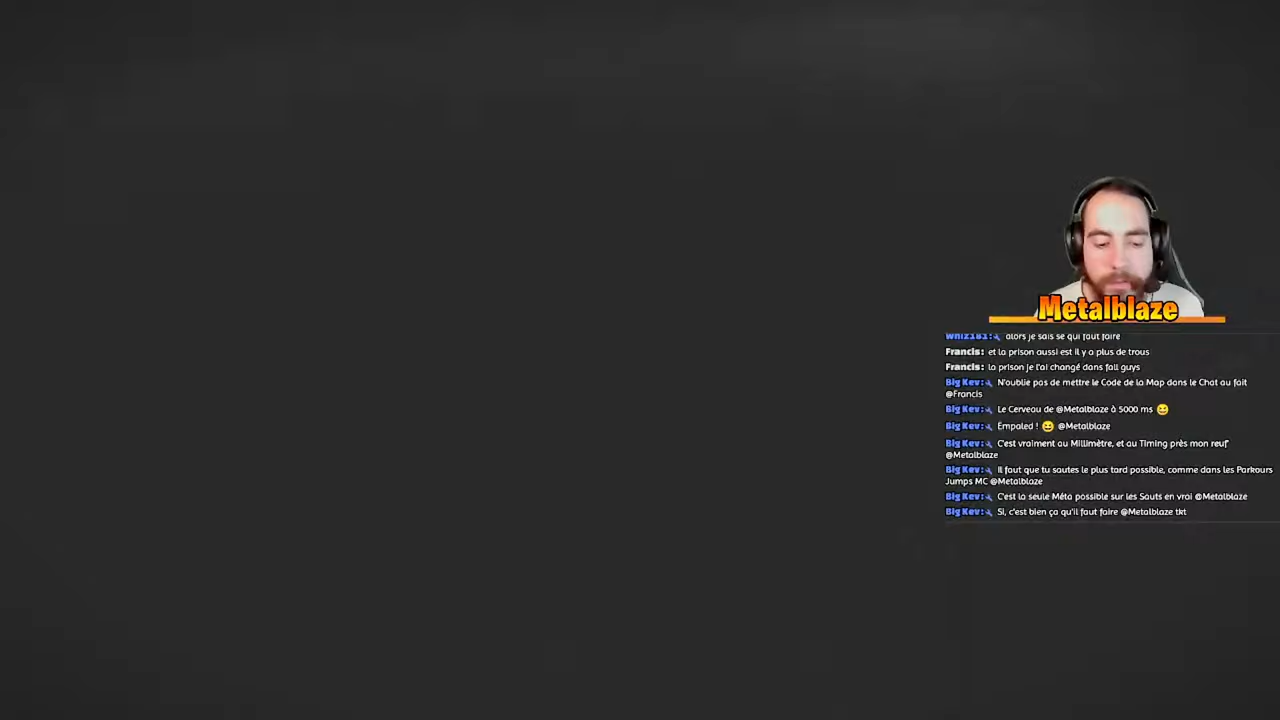 Metalblaze
Whiz181: alors je sais se qui faut faire
Francis: et la prison aussi est il y a plus de trous
Francis: la prison je l'ai changé dans fall guys
Big Kev: N'oublie pas de mettre le Code de la Map dans le Chat au fait
@Francis
Big Kev: Le Cerveau de @Metalblaze à 5000 ms 😄
Big Kev: Empaled ! 😄 @Metalblaze
Big Kev: C'est vraiment au Millimètre, et au Timing près mon reuf
@Metalblaze
Big Kev: Il faut que tu sautes le plus tard possible, comme dans les Parkours
Jumps MC @Metalblaze
Big Kev: C'est la seule Méta possible sur les Sauts en vrai @Metalblaze
Big Kev: Si, c'est bien ça qu'il faut faire @Metalblaze tkt